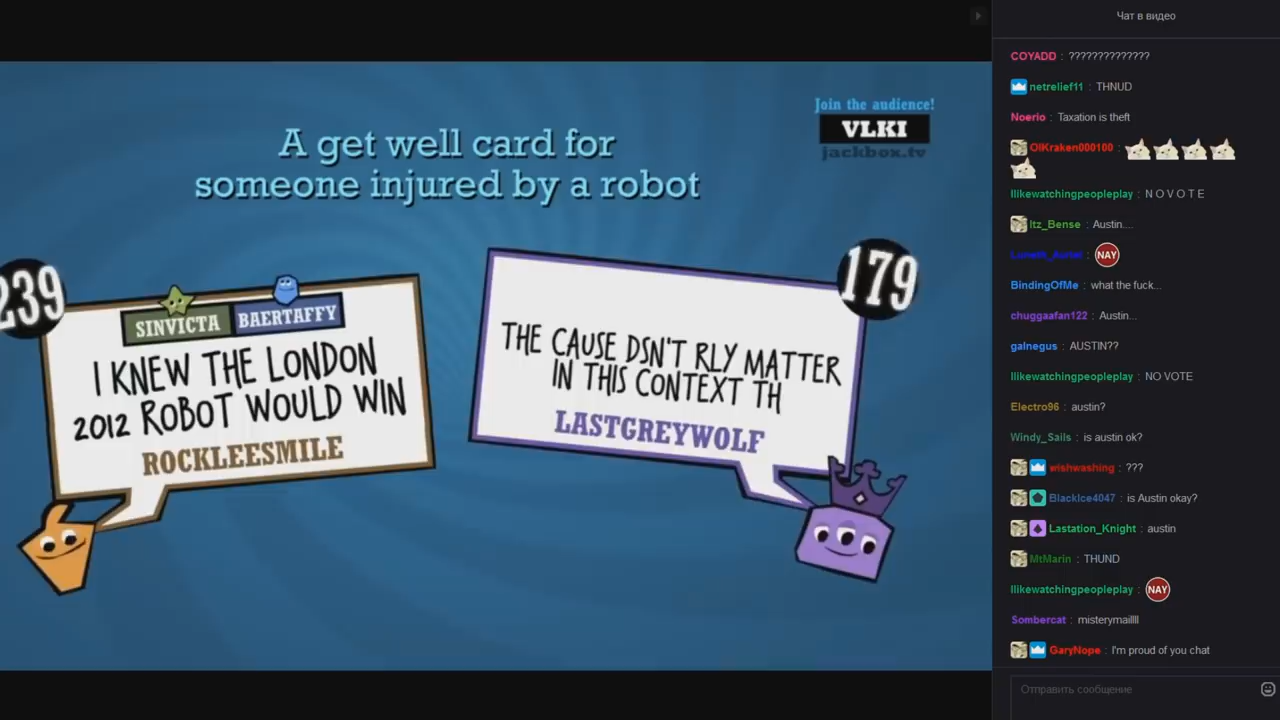 Чат в видео
Join the audience!
VLKI
jackbox.tv
A get well card for
someone injured by a robot
239
SINVICTA BAERTAFFY
I KNEW THE LONDON
2012 ROBOT WOULD WIN
ROCKLEESMILE
179
THE CAUSE DSN'T RLY MATTER
IN THIS CONTEXT TH
LASTGREYWOLF
COYADD : ??????????????
netrelief11 : THNUD
Noerio : Taxation is theft
OlKraken000100 :
Ilikewatchingpeopleplay : N O V O T E
Itz_Bense : Austin....
NAY
BindingOfMe : what the fuck...
chuggaafan122 : Austin...
galnegus : AUSTIN??
Ilikewatchingpeopleplay : NO VOTE
Electro96 : austin?
Windy_Sails : is austin ok?
wishwashing : ???
BlackIce4047 : is Austin okay?
Lastation_Knight : austin
MtMarin : THUND
Ilikewatchingpeopleplay : NAY
Sombercat : misterymaillll
GaryNope : I'm proud of you chat
Отправить сообщение